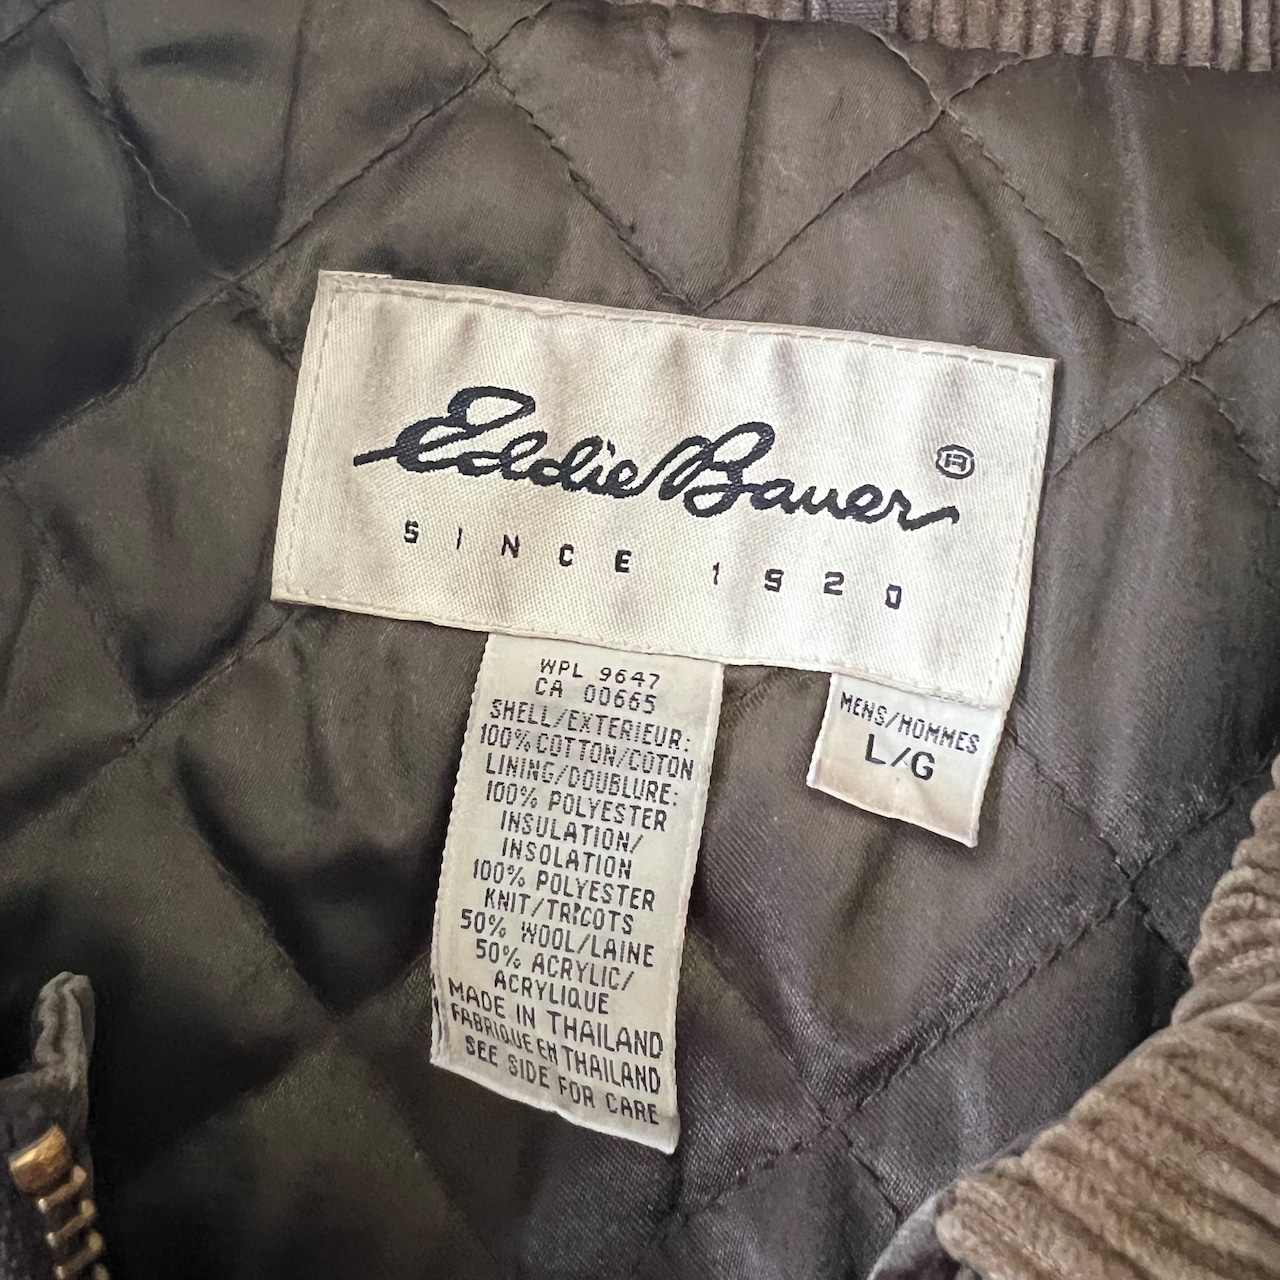 Eddie Bauer ®
SINCE 1920
WPL 9647
CA 00665
SHELL/EXTERIEUR:
100% COTTON/COTON
LINING/DOUBLURE:
100% POLYESTER
INSULATION/
INSOLATION
100% POLYESTER
KNIT/TRICOTS
50% WOOL/LAINE
50% ACRYLIC/
ACRYLIQUE
MADE IN THAILAND
FABRIQUE EN THAILAND
SEE SIDE FOR CARE
MENS/HOMMES
L/G